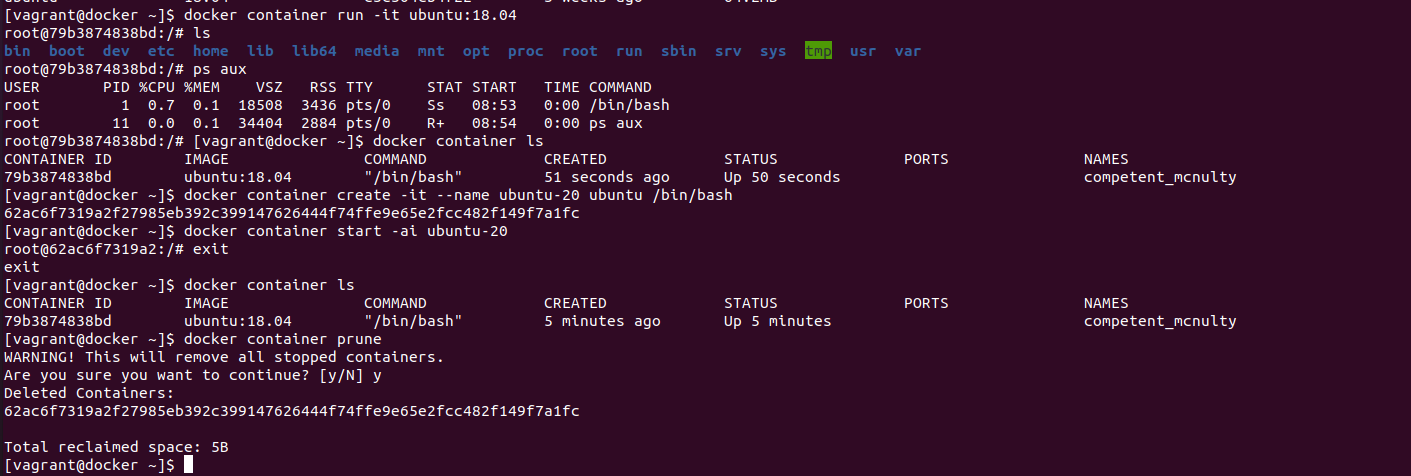 [vagrant@docker ~]$ docker container run -it ubuntu:18.04
root@79b3874838bd:/# ls
bin boot dev etc home lib lib64 media mnt opt proc root run sbin srv sys tmp usr var
root@79b3874838bd:/# ps aux
USER PID %CPU %MEM VSZ RSS TTY STAT START TIME COMMAND
root 1 0.7 0.1 18508 3436 pts/0 Ss 08:53 0:00 /bin/bash
root 11 0.0 0.1 34404 2884 pts/0 R+ 08:54 0:00 ps aux
root@79b3874838bd:/# [vagrant@docker ~]$ docker container ls
CONTAINER ID IMAGE COMMAND CREATED STATUS PORTS NAMES
79b3874838bd ubuntu:18.04 "/bin/bash" 51 seconds ago Up 50 seconds competent_mcnulty
[vagrant@docker ~]$ docker container create -it --name ubuntu-20 ubuntu /bin/bash
62ac6f7319a2f27985eb392c399147626444f74ffe9e65e2fcc482f149f7a1fc
[vagrant@docker ~]$ docker container start -ai ubuntu-20
root@62ac6f7319a2:/# exit
exit
[vagrant@docker ~]$ docker container ls
CONTAINER ID IMAGE COMMAND CREATED STATUS PORTS NAMES
79b3874838bd ubuntu:18.04 "/bin/bash" 5 minutes ago Up 5 minutes competent_mcnulty
[vagrant@docker ~]$ docker container prune
WARNING! This will remove all stopped containers.
Are you sure you want to continue? [y/N] y
Deleted Containers:
62ac6f7319a2f27985eb392c399147626444f74ffe9e65e2fcc482f149f7a1fc
Total reclaimed space: 5B
[vagrant@docker ~]$